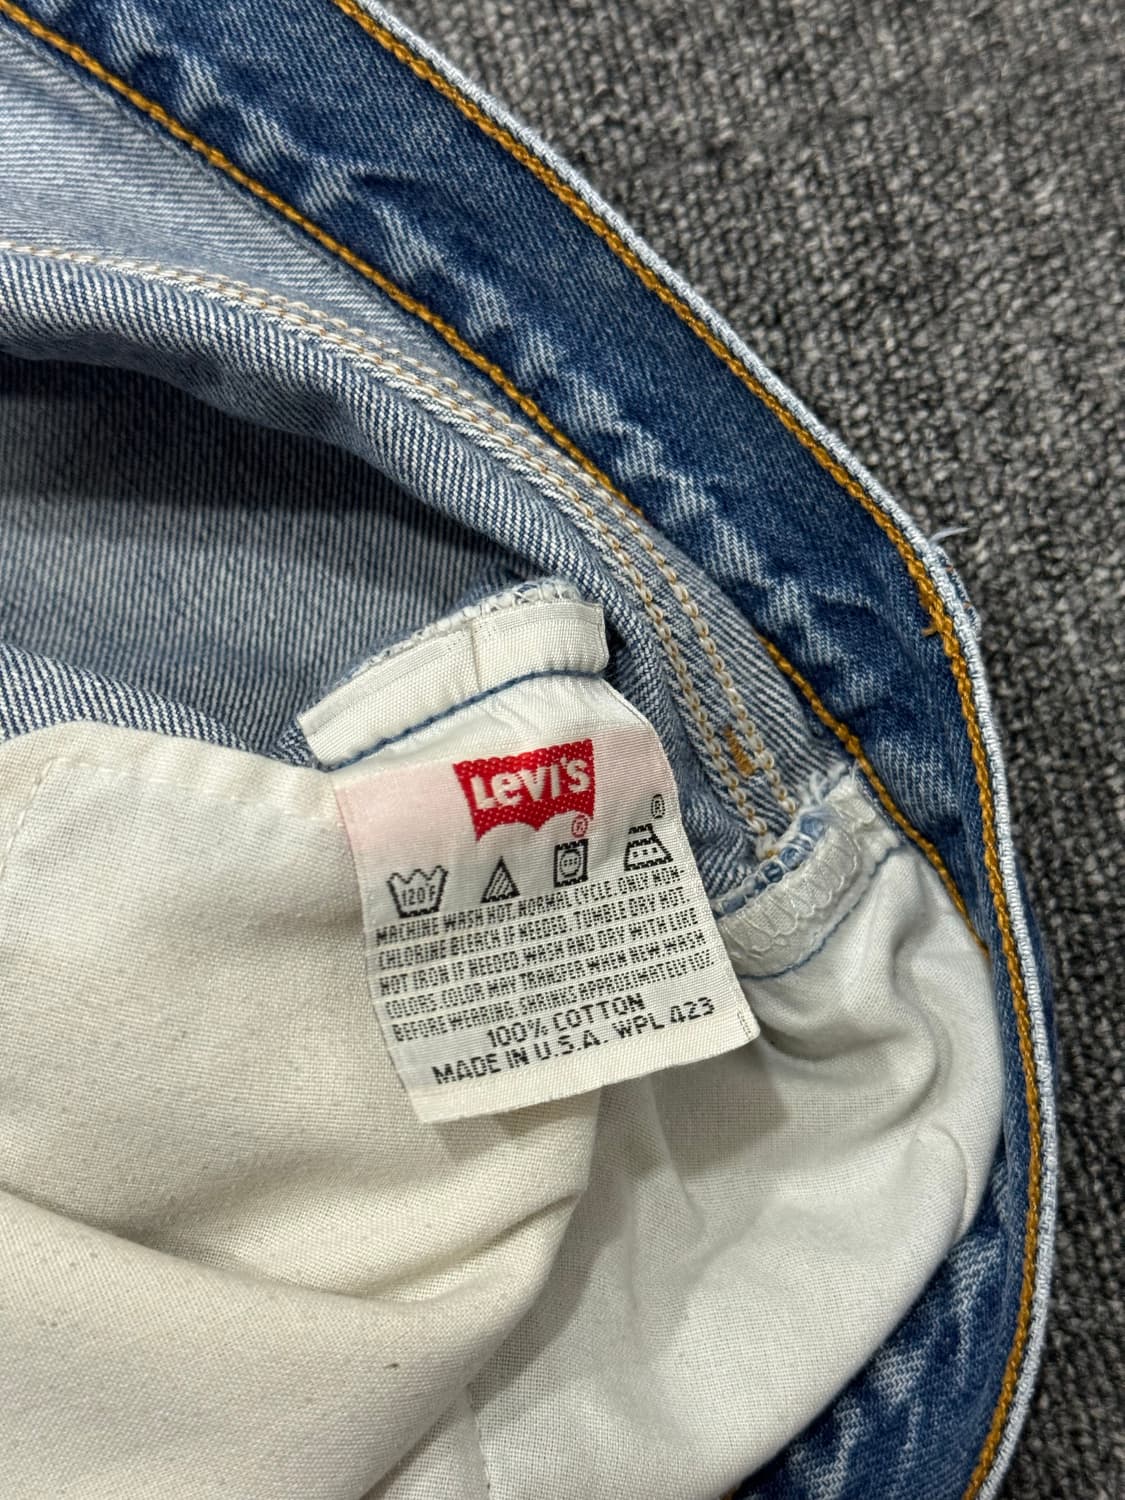 Levi's
®
®
120F
MACHINE WASH HOT, NORMAL CYCLE. ONLY NON-
CHLORINE BLEACH IF NEEDED. TUMBLE DRY HOT.
HOT IRON IF NEEDED WASH AND DRY WITH LIKE
COLORS. COLOR MAY TRANSFER WHEN NEW. WASH
BEFORE WEARING. SHRINKS APPROXIMATELY 10%.
100% COTTON
MADE IN U.S.A. WPL 423